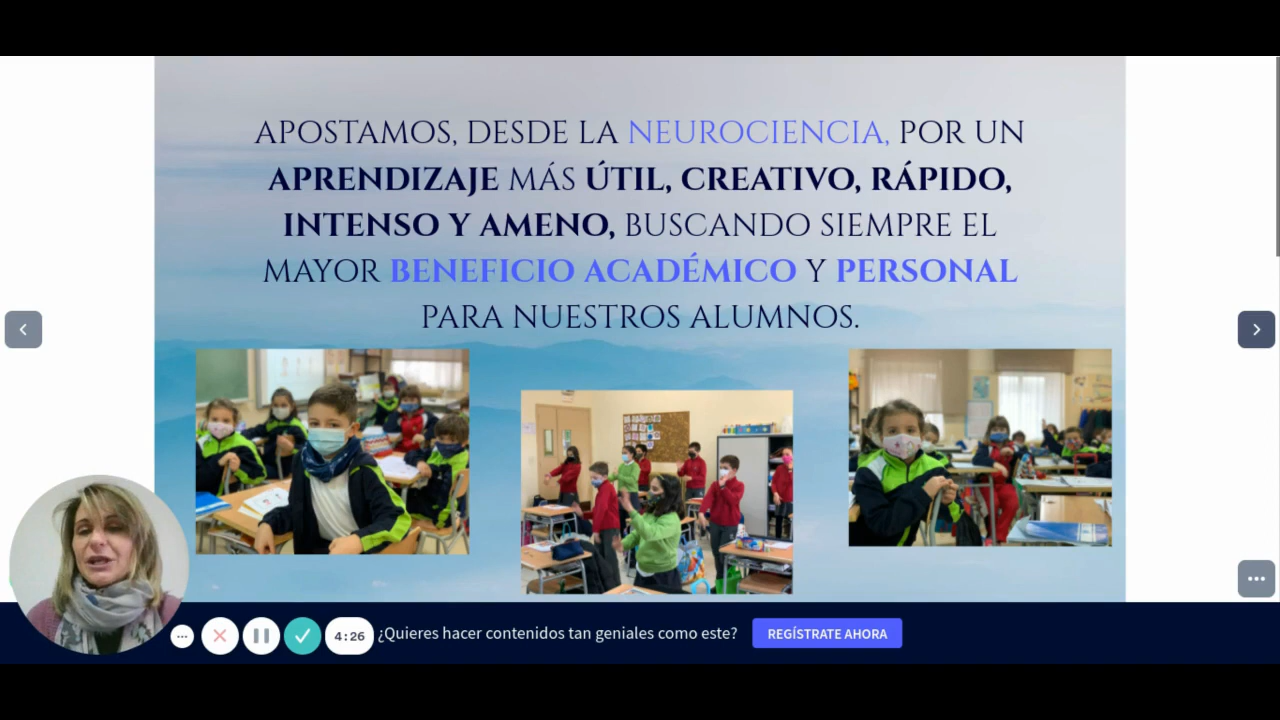 APOSTAMOS, DESDE LA NEUROCIENCIA, POR UN
APRENDIZAJE MÁS ÚTIL, CREATIVO, RÁPIDO,
INTENSO Y AMENO, BUSCANDO SIEMPRE EL
MAYOR BENEFICIO ACADÉMICO Y PERSONAL
PARA NUESTROS ALUMNOS.
4:26
¿Quieres hacer contenidos tan geniales como este?
REGÍSTRATE AHORA